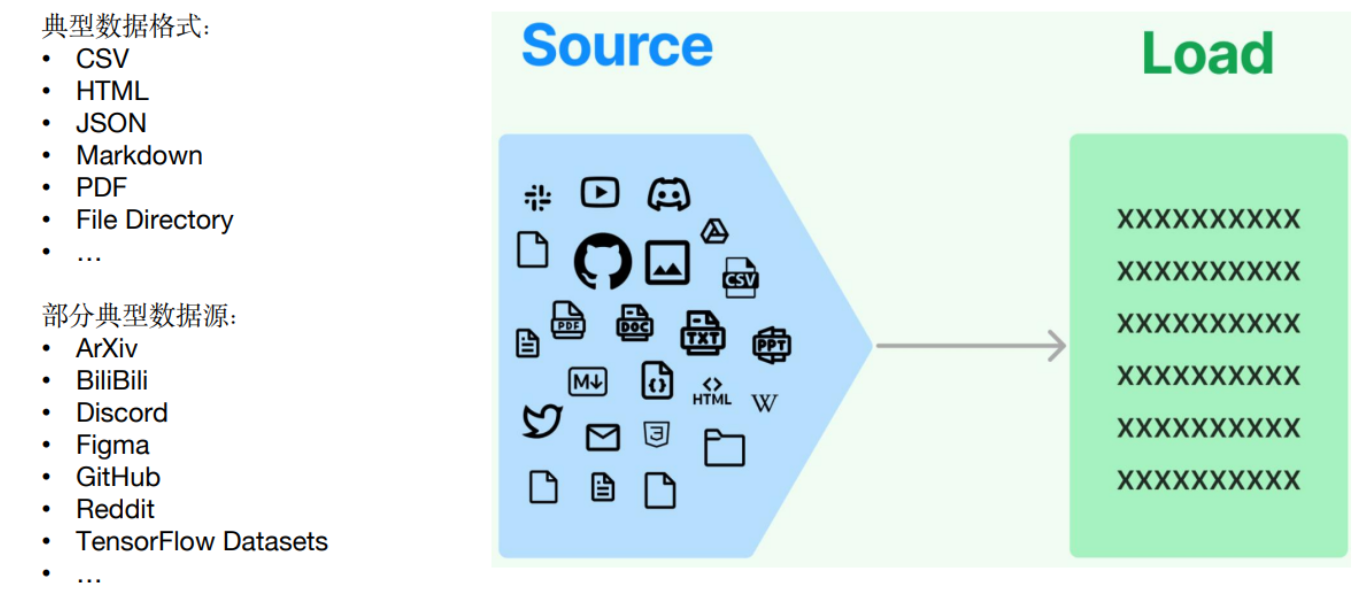 典型数据格式:
• CSV
• HTML
• JSON
• Markdown
• PDF
• File Directory
• …
部分典型数据源:
• ArXiv
• BiliBili
• Discord
• Figma
• GitHub
• Reddit
• TensorFlow Datasets
• …
Source
CSV
PDF
DOC
TXT
PPT
M↓
{}
<>
HTML
W
3
Load
XXXXXXXXXX
XXXXXXXXXX
XXXXXXXXXX
XXXXXXXXXX
XXXXXXXXXX
XXXXXXXXXX